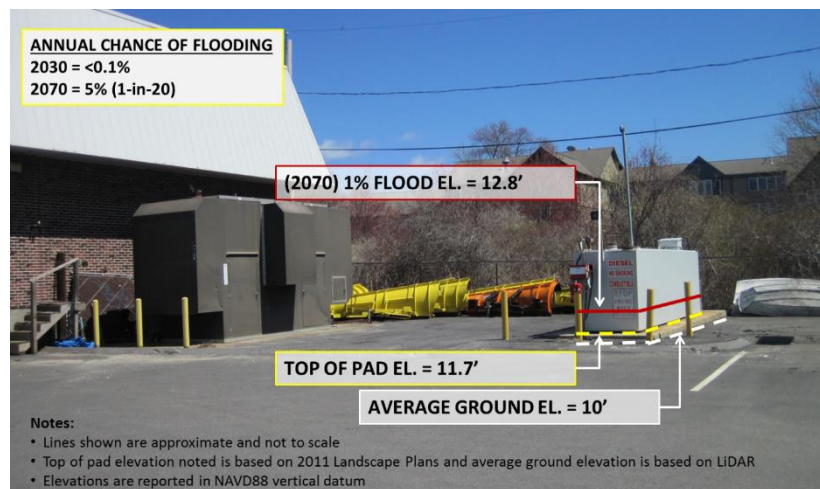 ANNUAL CHANCE OF FLOODING
2030 = <0.1%
2070 = 5% (1-in-20)
(2070) 1% FLOOD EL. = 12.8’
DIESEL
NO SMOKING
COMBUSTIBLE
TOP OF PAD EL. = 11.7’
AVERAGE GROUND EL. = 10’
Notes:
• Lines shown are approximate and not to scale
• Top of pad elevation noted is based on 2011 Landscape Plans and average ground elevation is based on LiDAR
• Elevations are reported in NAVD88 vertical datum